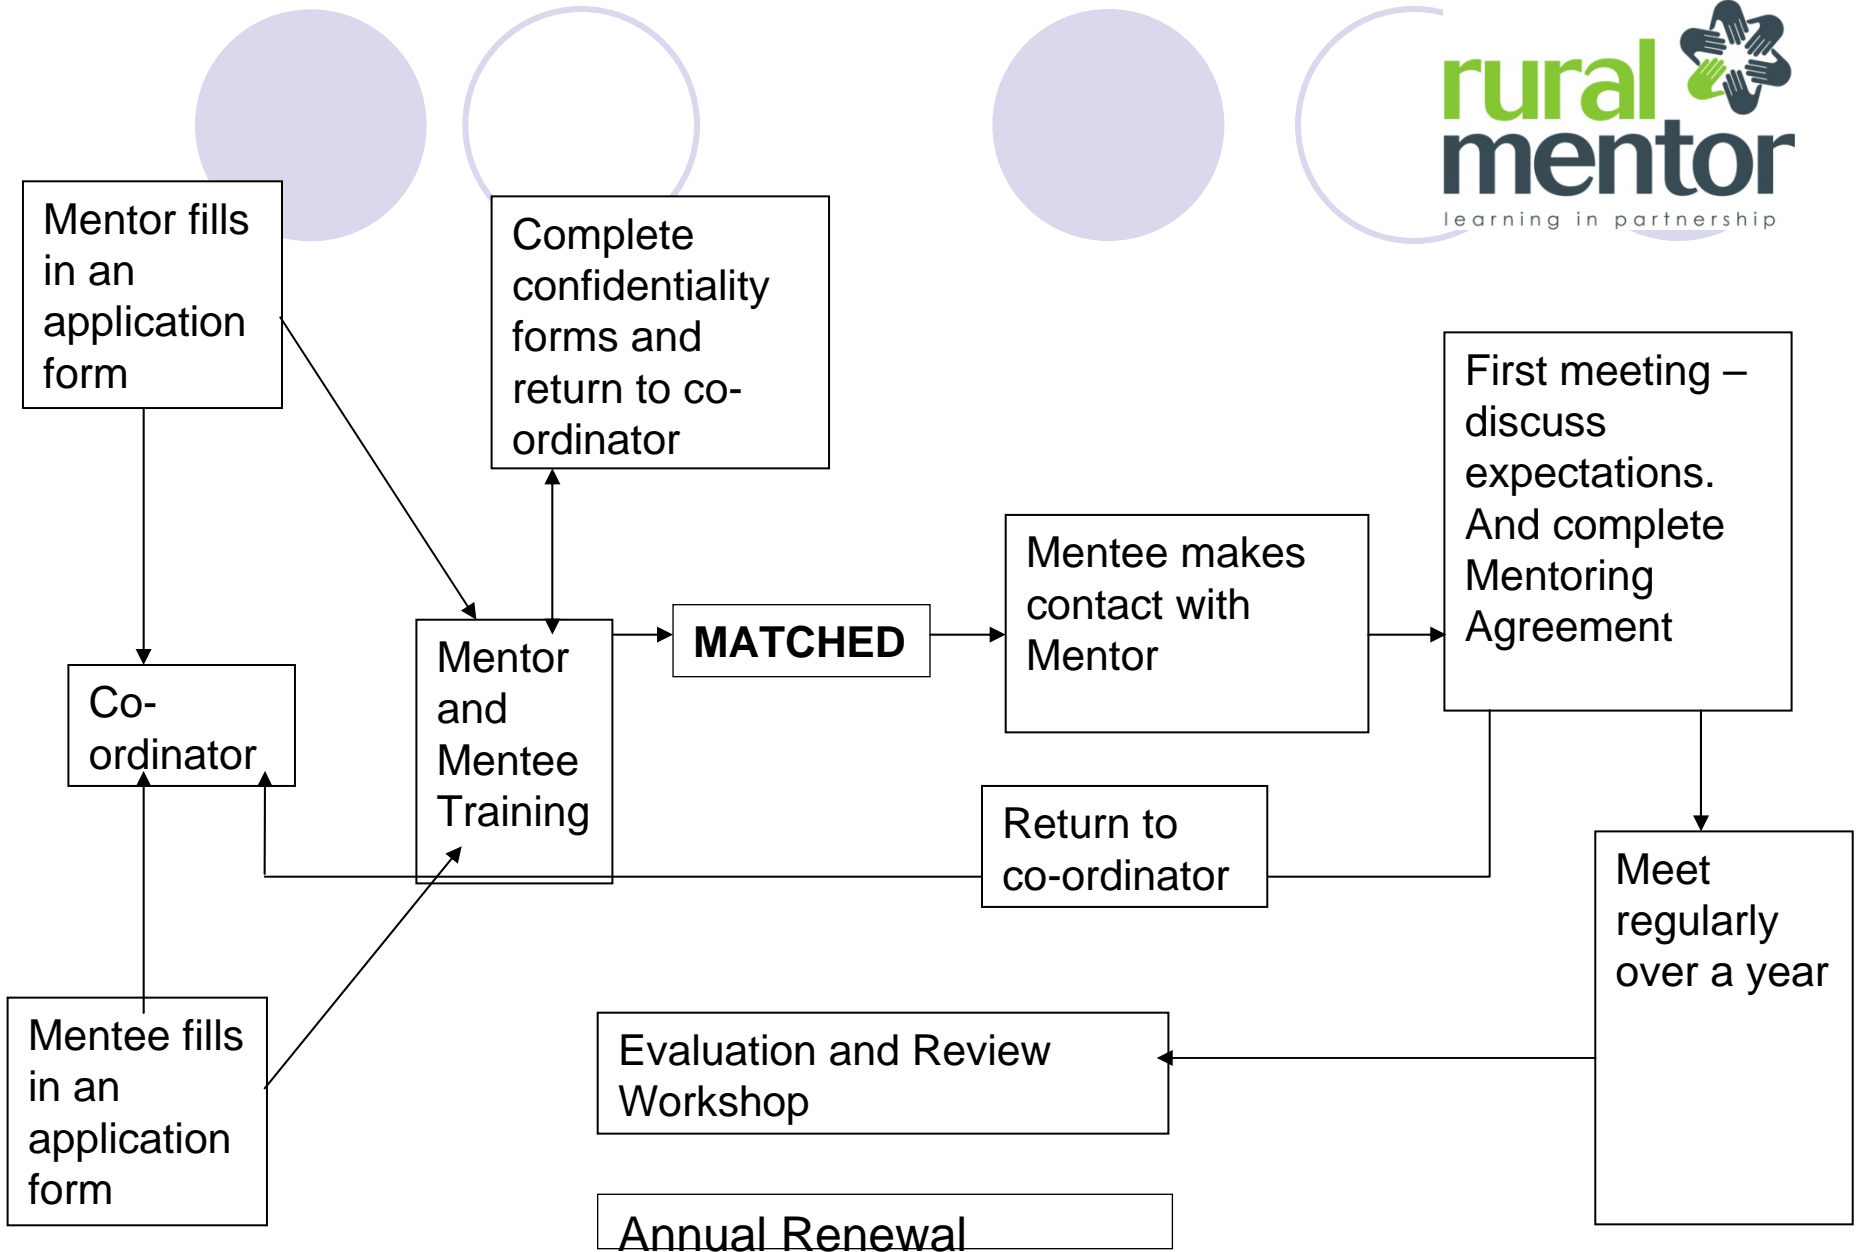 rural
mentor
learning in partnership
Mentor fills
in an
application
form
Complete
confidentiality
forms and
return to co-
ordinator
First meeting –
discuss
expectations.
And complete
Mentoring
Agreement
Mentee makes
contact with
Mentor
MATCHED
Mentor
and
Mentee
Training
Co-
ordinator
Return to
co-ordinator
Meet
regularly
over a year
Mentee fills
in an
application
form
Evaluation and Review
Workshop
Annual Renewal